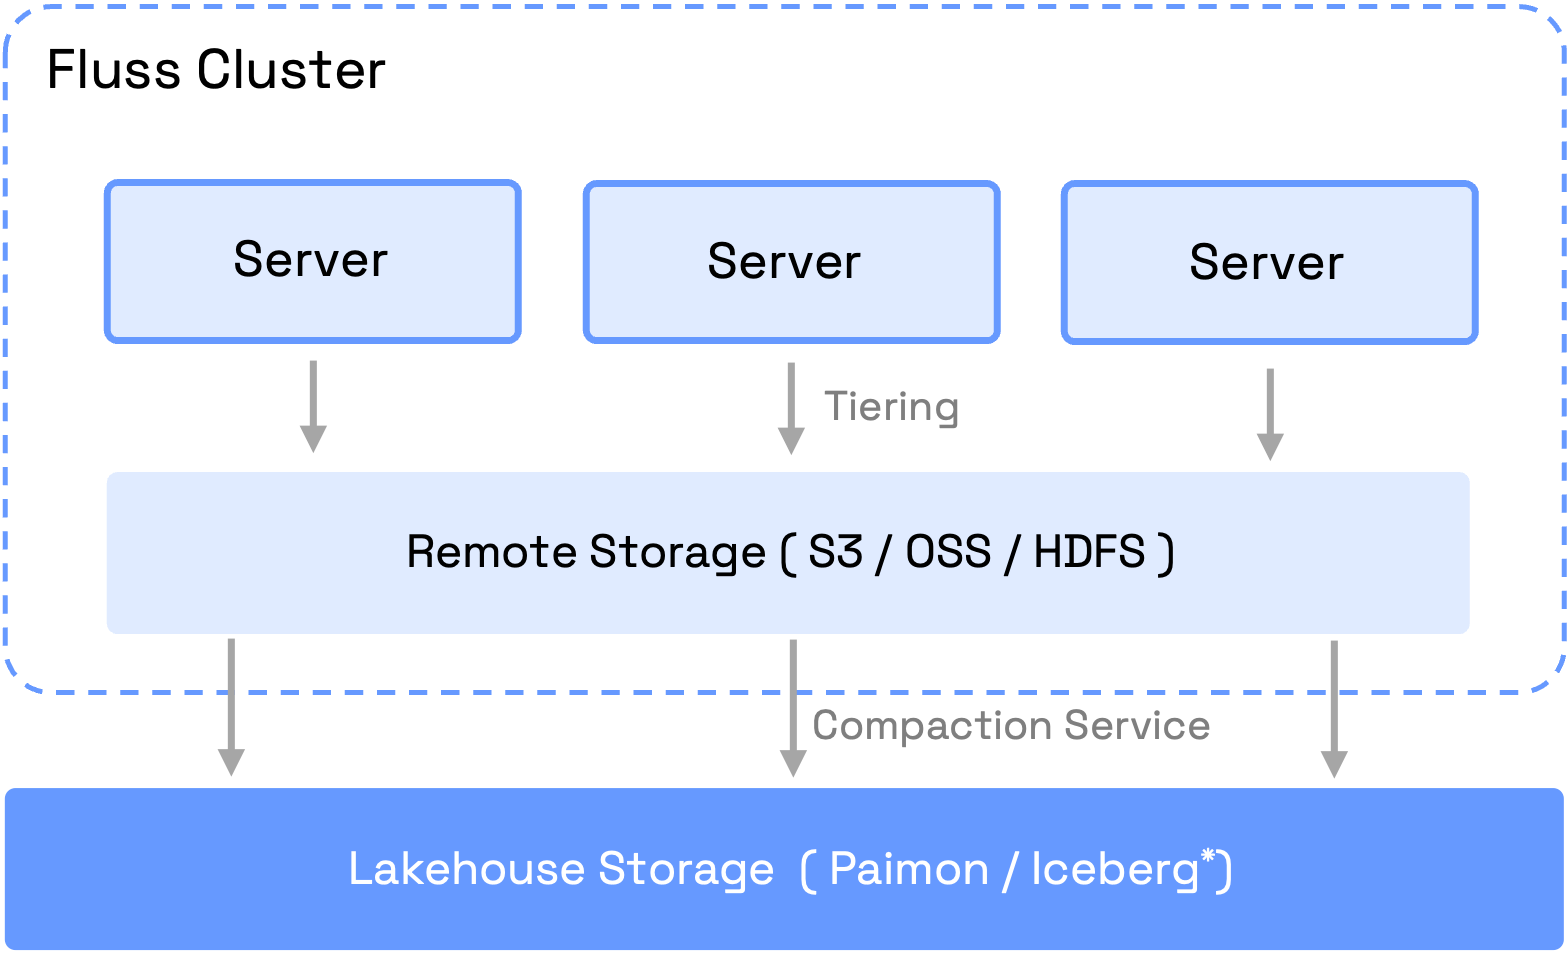 Fluss Cluster
Server
Server
Server
Tiering
Remote Storage ( S3 / OSS / HDFS )
Compaction Service
Lakehouse Storage ( Paimon / Iceberg*)